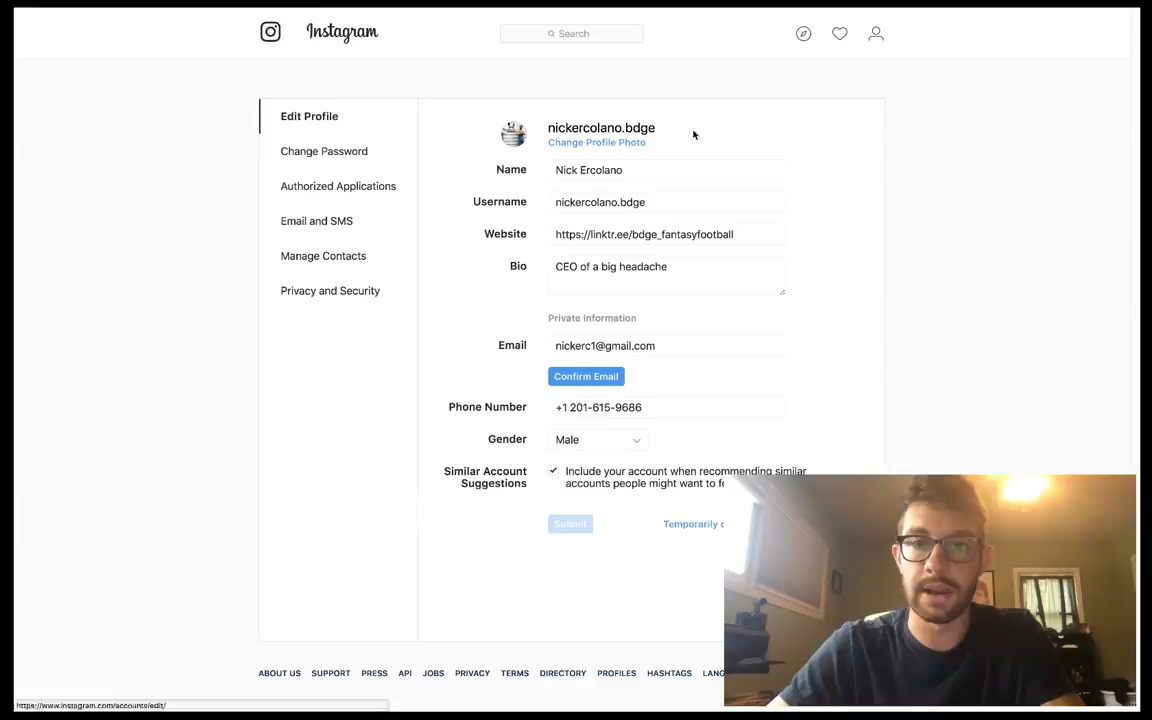 Instagram
Search
Edit Profile
Change Password
Authorized Applications
Email and SMS
Manage Contacts
Privacy and Security
nickercolano.bdge
Change Profile Photo
Name
Nick Ercolano
Username
nickercolano.bdge
Website
https://linktr.ee/bdge_fantasyfootball
Bio
CEO of a big headache
Private Information
Email
nickerc1@gmail.com
Confirm Email
Phone Number
+1 201-615-9686
Gender
Male
Similar Account
Suggestions
Include your account when recommending similar
accounts people might want to f
Submit
Temporarily
ABOUT US SUPPORT PRESS API JOBS PRIVACY TERMS DIRECTORY PROFILES HASHTAGS LANG
https://www.instagram.com/accounts/edit/